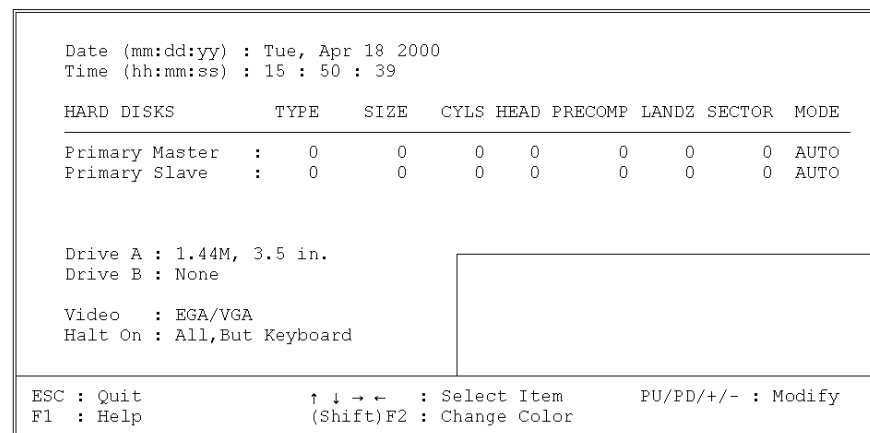 Date (mm:dd:yy) : Tue, Apr 18 2000
Time (hh:mm:ss) : 15 : 50 : 39
HARD DISKS TYPE SIZE CYLS HEAD PRECOMP LANDZ SECTOR MODE
Primary Master : 0 0 0 0 0 0 0 AUTO
Primary Slave : 0 0 0 0 0 0 0 AUTO
Drive A : 1.44M, 3.5 in.
Drive B : None
Video : EGA/VGA
Halt On : All,But Keyboard
ESC : Quit ↑ ↓ → ← : Select Item PU/PD/+/- : Modify
F1 : Help (Shift)F2 : Change Color